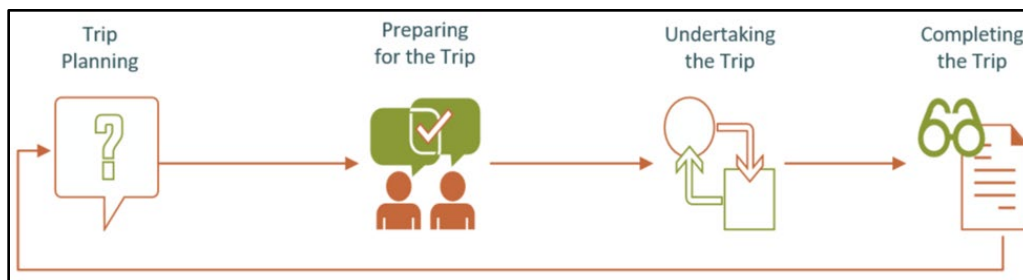 Trip
Planning
Preparing
for the Trip
Undertaking
the Trip
Completing
the Trip
?